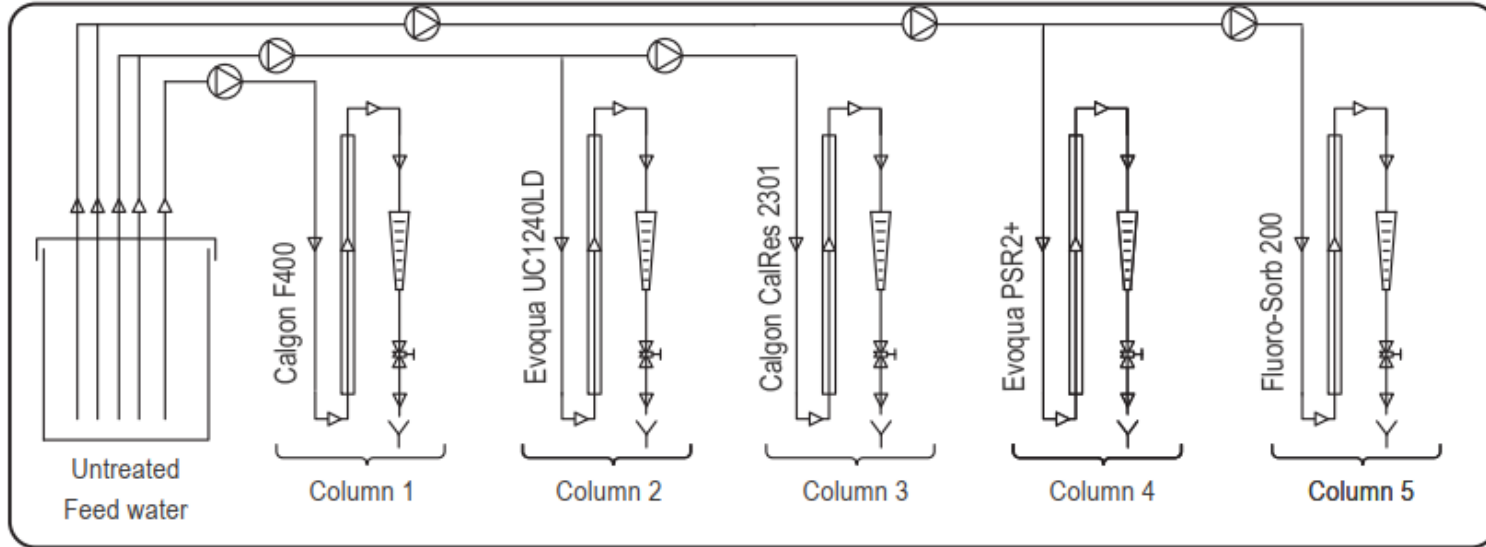 Calgon F400
Evoqua UC1240LD
Calgon CalRes 2301
Evoqua PSR2+
Fluoro-Sorb 200
Untreated
Feed water
Column 1
Column 2
Column 3
Column 4
Column 5